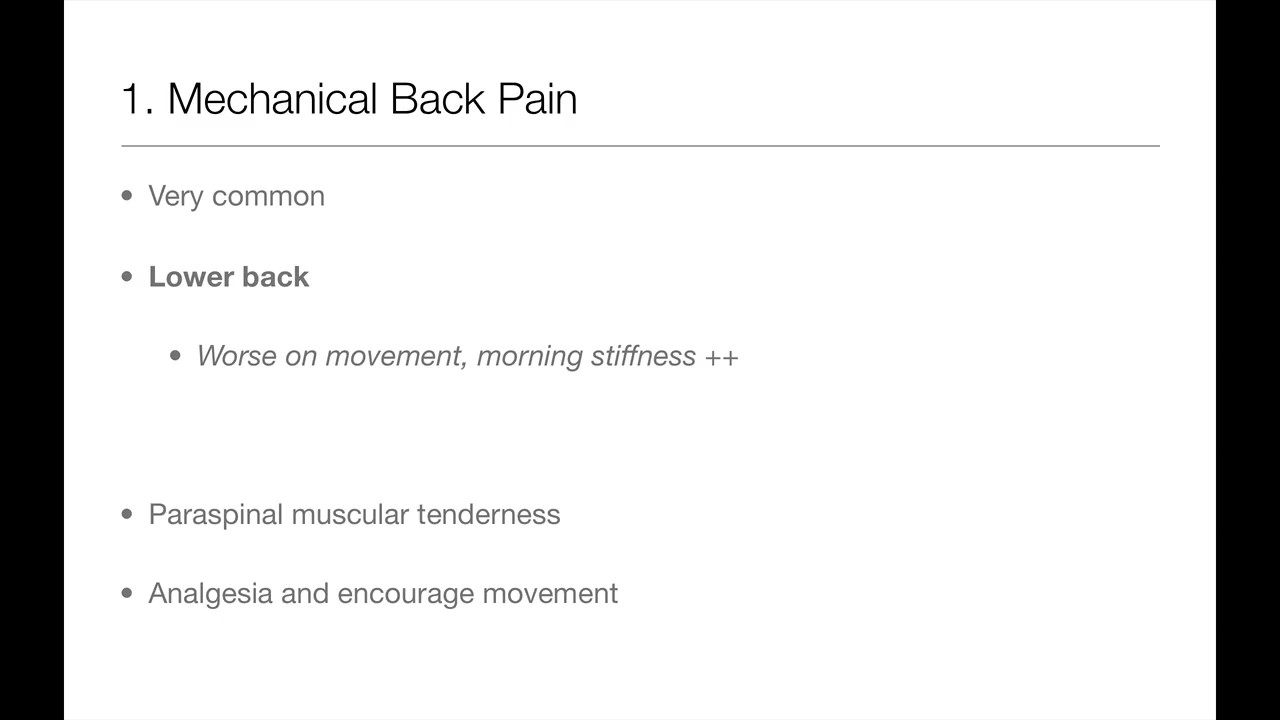 1. Mechanical Back Pain
• Very common
• Lower back
• Worse on movement, morning stiffness ++
• Paraspinal muscular tenderness
• Analgesia and encourage movement